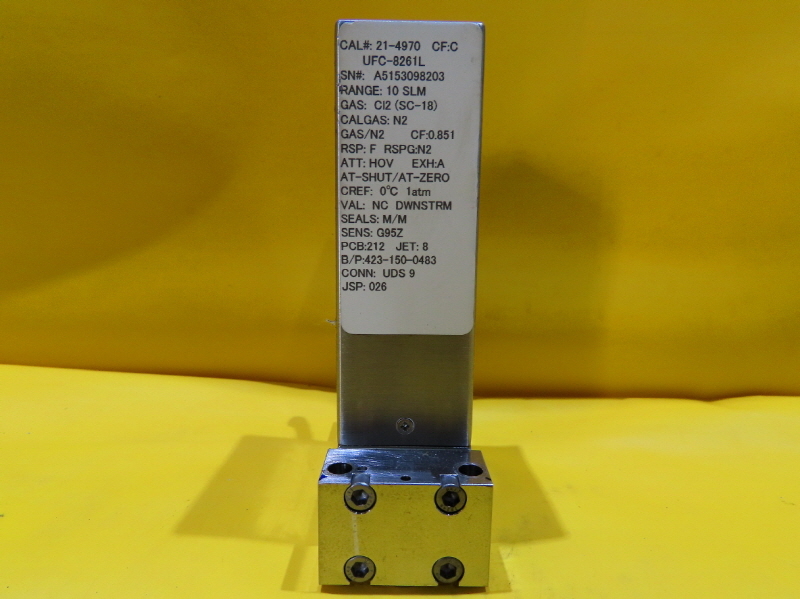 CAL#: 21-4970 CF:C
UFC-8261L
SN#: A5153098203
RANGE: 10 SLM
GAS: Cl2 (SC-18)
CALGAS: N2
GAS/N2 CF:0.851
RSP: F RSPG:N2
ATT: HOV EXH:A
AT-SHUT/AT-ZERO
CREF: 0℃ 1atm
VAL: NC DWNSTRM
SEALS: M/M
SENS: G95Z
PCB:212 JET: 8
B/P:423-150-0483
CONN: UDS 9
JSP: 026